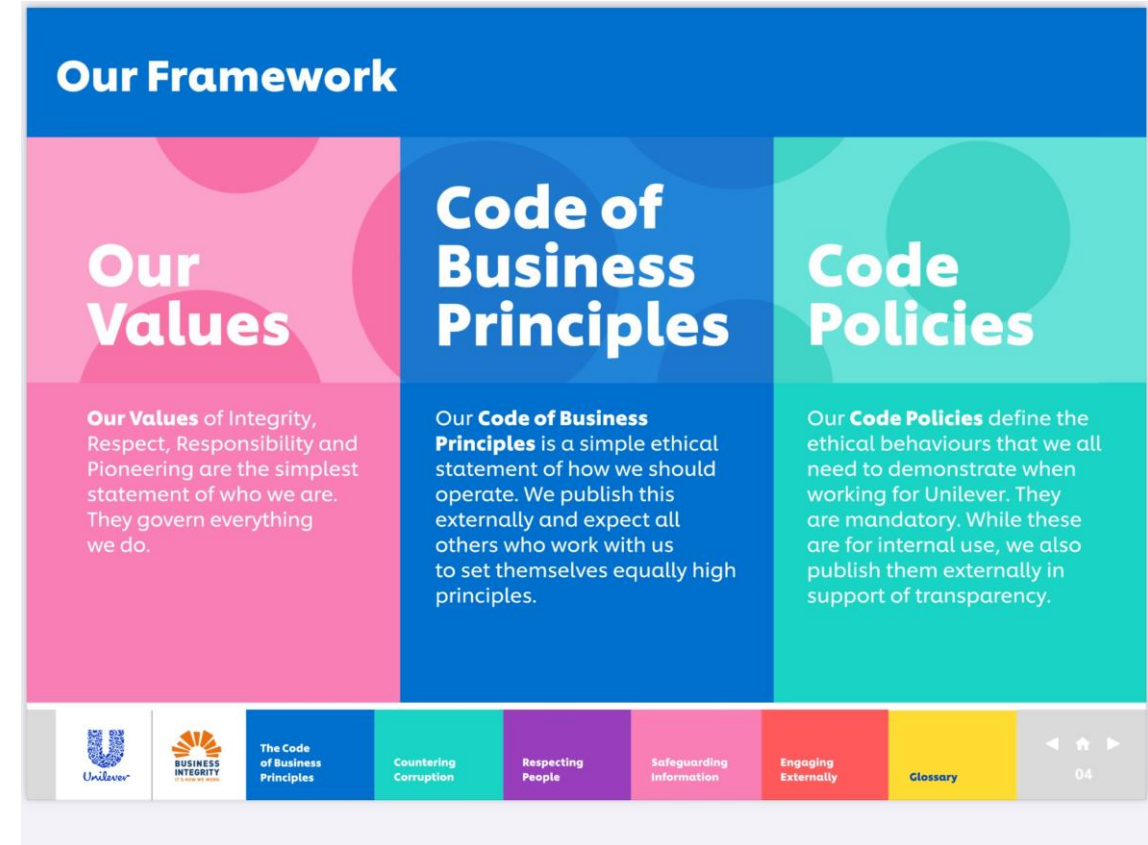 Our Framework
Our
Values
Our Values of Integrity,
Respect, Responsibility and
Pioneering are the simplest
statement of who we are.
They govern everything
we do.
Code of
Business
Principles
Our Code of Business
Principles is a simple ethical
statement of how we should
operate. We publish this
externally and expect all
others who work with us
to set themselves equally high
principles.
Code
Policies
Our Code Policies define the
ethical behaviours that we all
need to demonstrate when
working for Unilever. They
are mandatory. While these
are for internal use, we also
publish them externally in
support of transparency.
Unilever
BUSINESS
INTEGRITY
IT'S HOW WE WORK
The Code
of Business
Principles
Countering
Corruption
Respecting
People
Safeguarding
Information
Engaging
Externally
Glossary
04